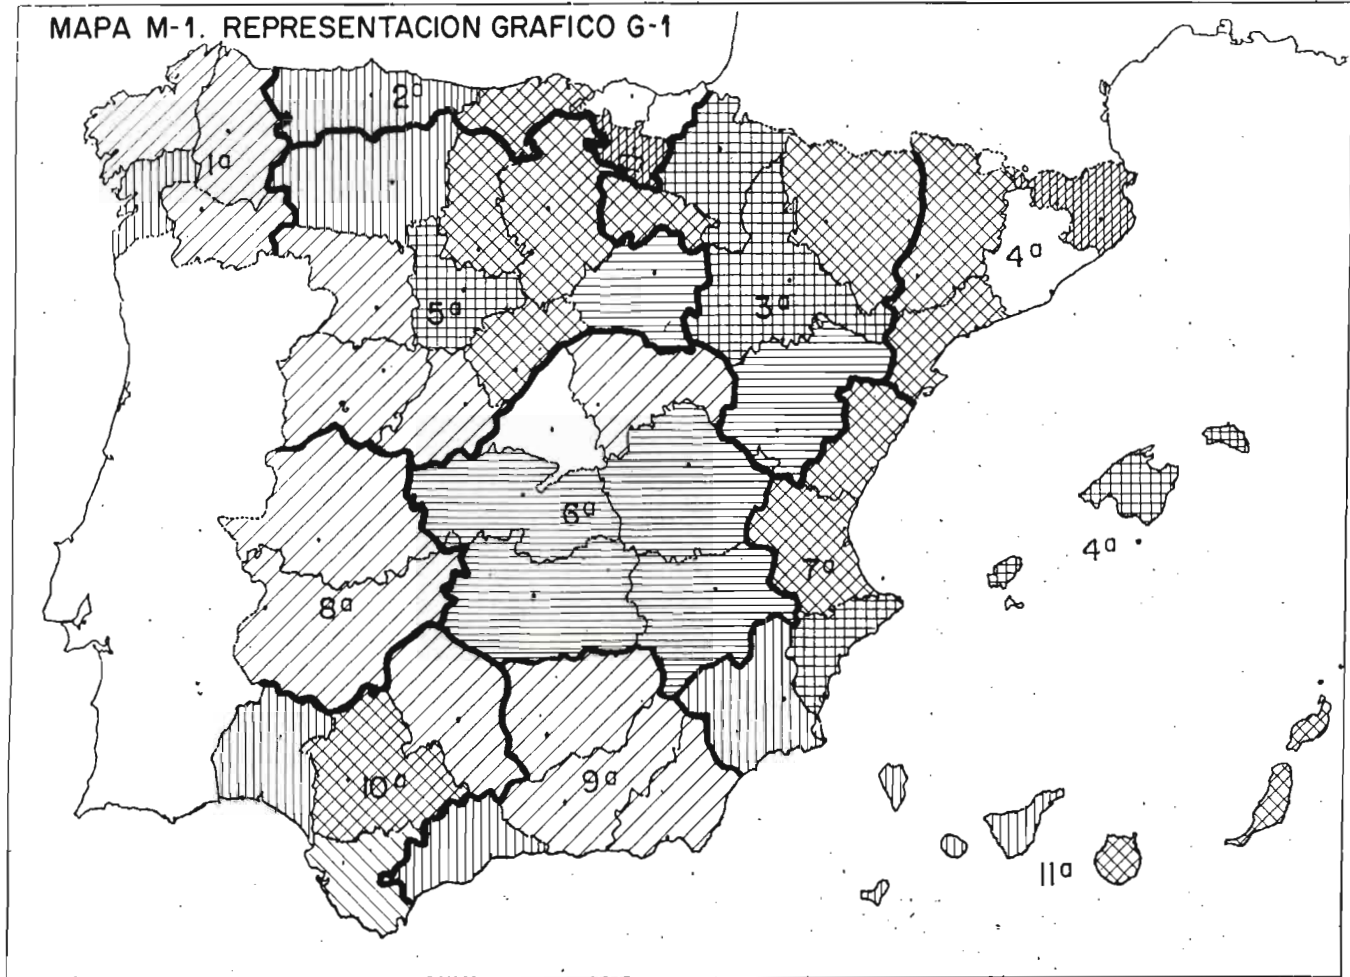 MAPA M-1. REPRESENTACION GRAFICO G-1
2ª
1ª
4ª
5ª
3ª
6ª
4ª
7ª
8ª
10ª
9ª
11ª